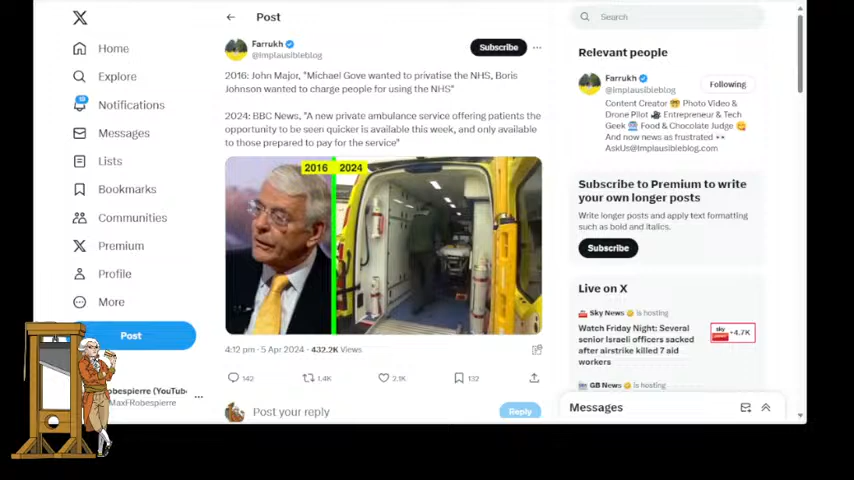 Home
Explore
Notifications
Messages
Lists
Bookmarks
Communities
Premium
Profile
More
Post
obespierre (YouTub
MaxFRobespierre
Post
Farrukh
@implausibleblog
Subscribe
2016: John Major, "Michael Gove wanted to privatise the NHS, Boris
Johnson wanted to charge people for using the NHS"
2024: BBC News, "A new private ambulance service offering patients the
opportunity to be seen quicker is available this week, and only available
to those prepared to pay for the service"
2016 2024
4:12 pm · 5 Apr 2024 · 432.2K Views
142 1.4K 2.1K 132
Post your reply
Reply
Search
Relevant people
Farrukh
@implausibleblog
Following
Content Creator Photo Video &
Drone Pilot Entrepreneur & Tech
Geek Food & Chocolate Judge
And now news as frustrated
AskUs@Implausibleblog.com
Subscribe to Premium to write
your own longer posts
Write longer posts and apply text formatting
such as bold and italics.
Subscribe
Live on X
Sky News is hosting
Watch Friday Night: Several
senior Israeli officers sacked
after airstrike killed 7 aid
workers
sky
+4.7K
GB News is hosting
Messages